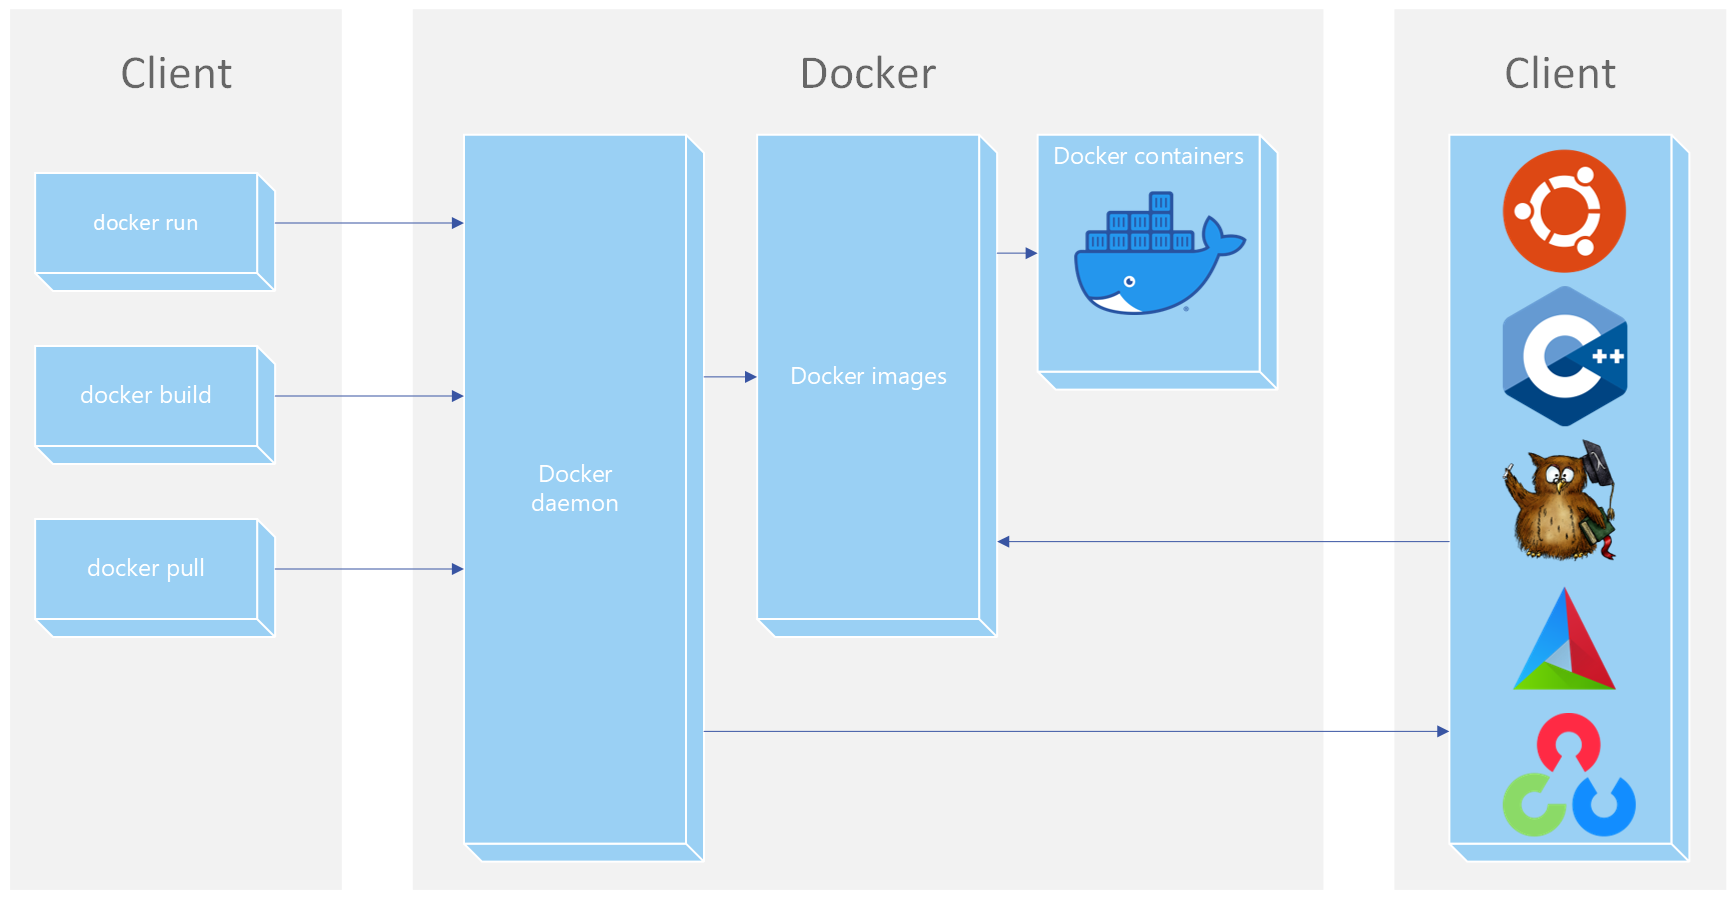 Client
docker run
docker build
docker pull
Docker
Docker
daemon
Docker images
Docker containers
Client
C++